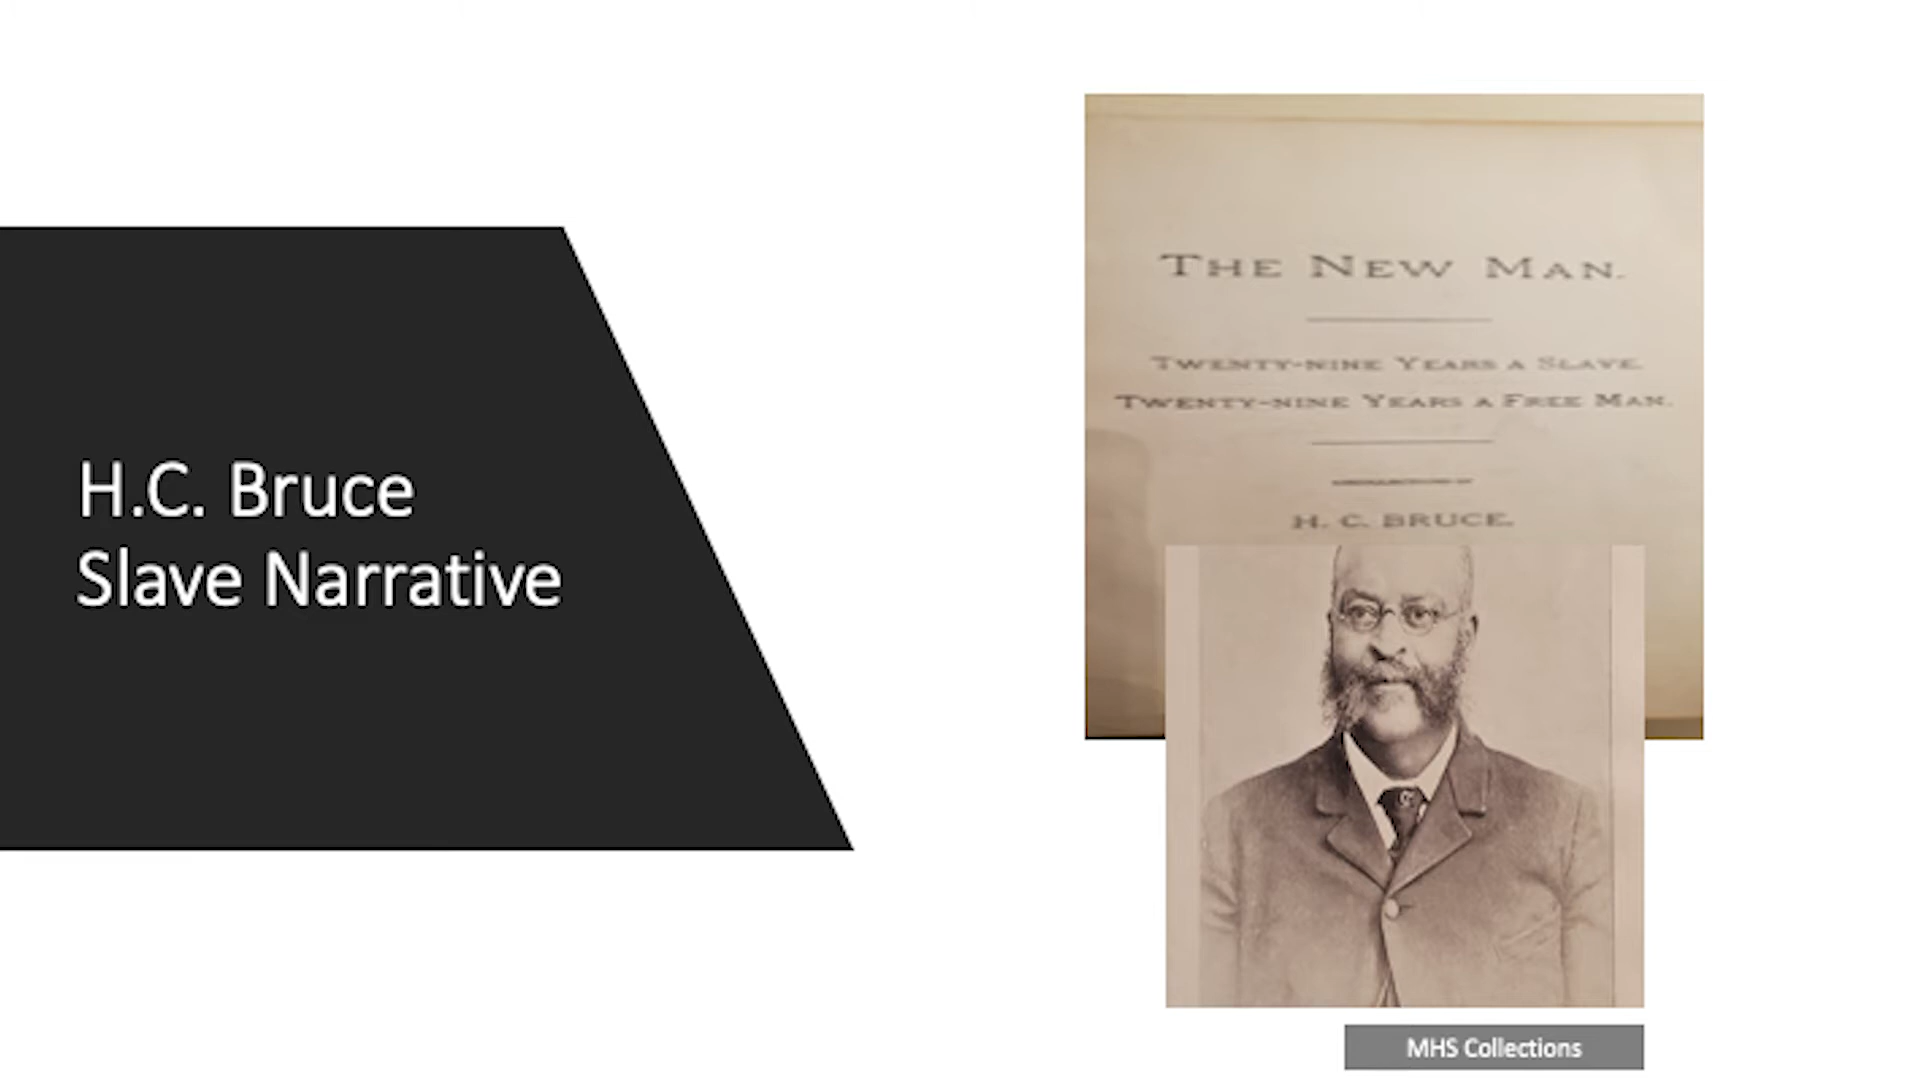 H.C. Bruce
Slave Narrative
THE NEW MAN.
TWENTY-NINE YEARS A SLAVE.
TWENTY-NINE YEARS A FREE MAN.
H. C. BRUCE.
MHS Collections